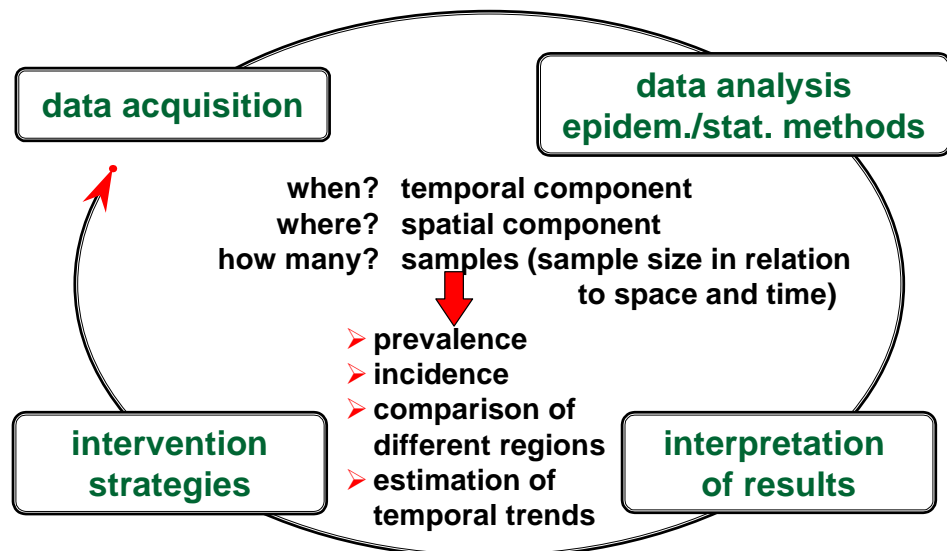 data acquisition
data analysis
epidem./stat. methods
when? temporal component
where? spatial component
how many? samples (sample size in relation
to space and time)
prevalence
incidence
comparison of
different regions
estimation of
temporal trends
intervention
strategies
interpretation
of results